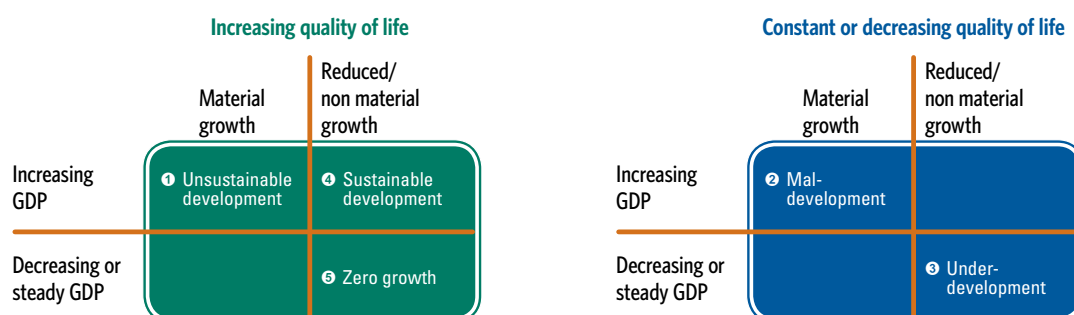 Increasing quality of life
Material
growth
Reduced/
non material
growth
Increasing
GDP
❶ Unsustainable
development
❹ Sustainable
development
Decreasing or
steady GDP
❺ Zero growth
Constant or decreasing quality of life
Material
growth
Reduced/
non material
growth
Increasing
GDP
❷ Mal-
development
Decreasing or
steady GDP
❸ Under-
development